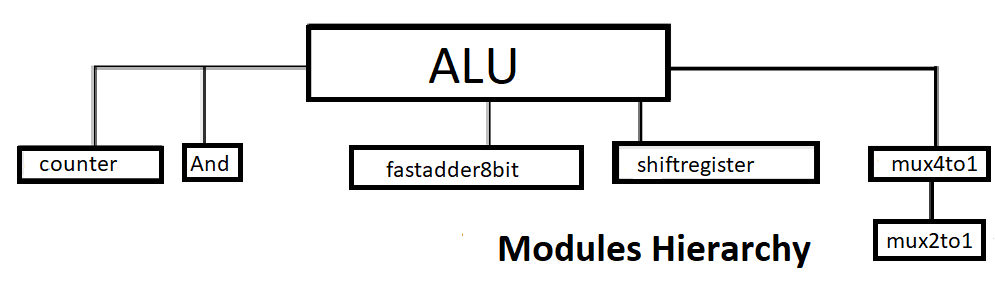 ALU
counter
And
fastadder8bit
shiftregister
mux4to1
mux2to1
Modules Hierarchy